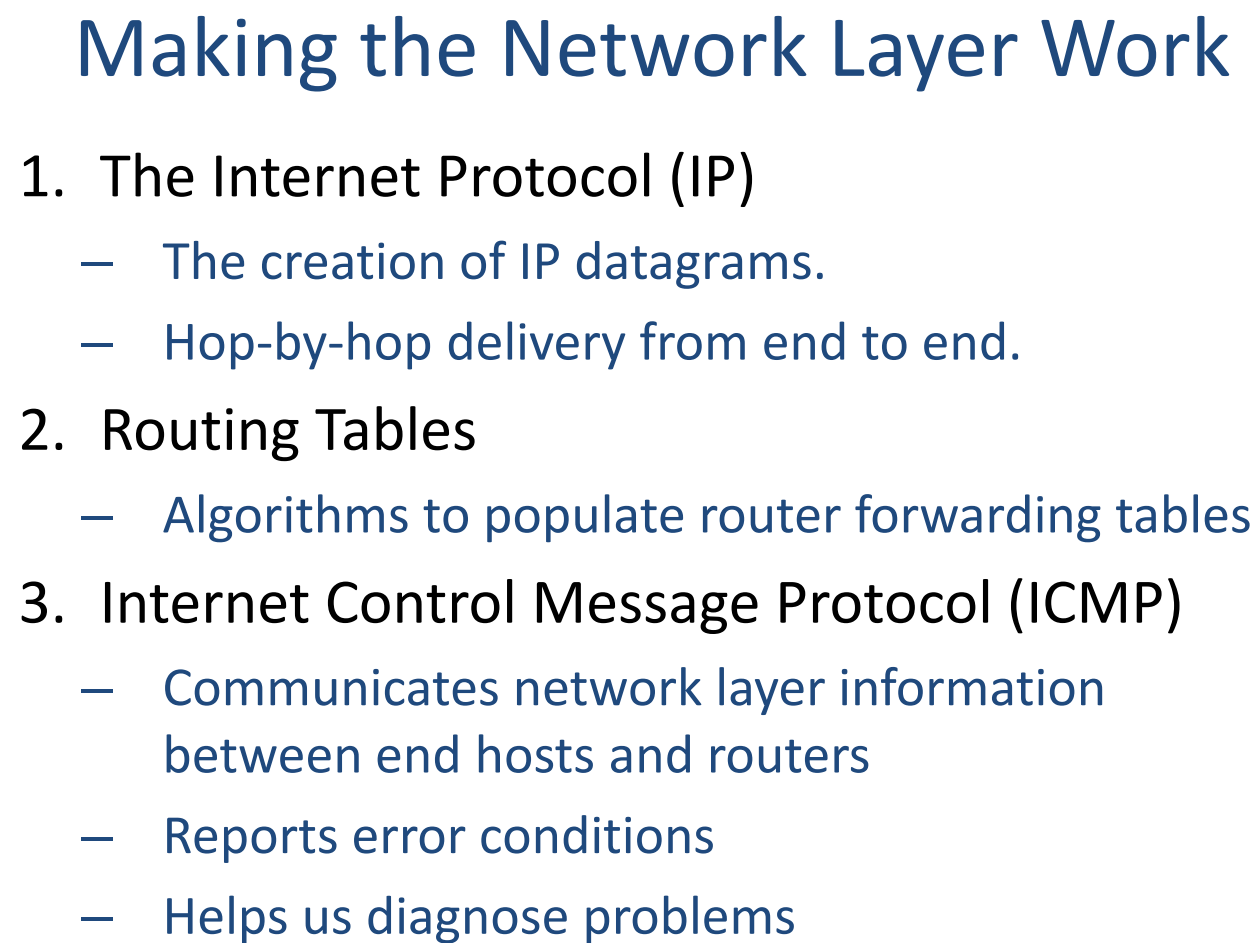 Making the Network Layer Work
1. The Internet Protocol (IP)
– The creation of IP datagrams.
– Hop-by-hop delivery from end to end.
2. Routing Tables
– Algorithms to populate router forwarding tables
3. Internet Control Message Protocol (ICMP)
– Communicates network layer information
between end hosts and routers
– Reports error conditions
– Helps us diagnose problems